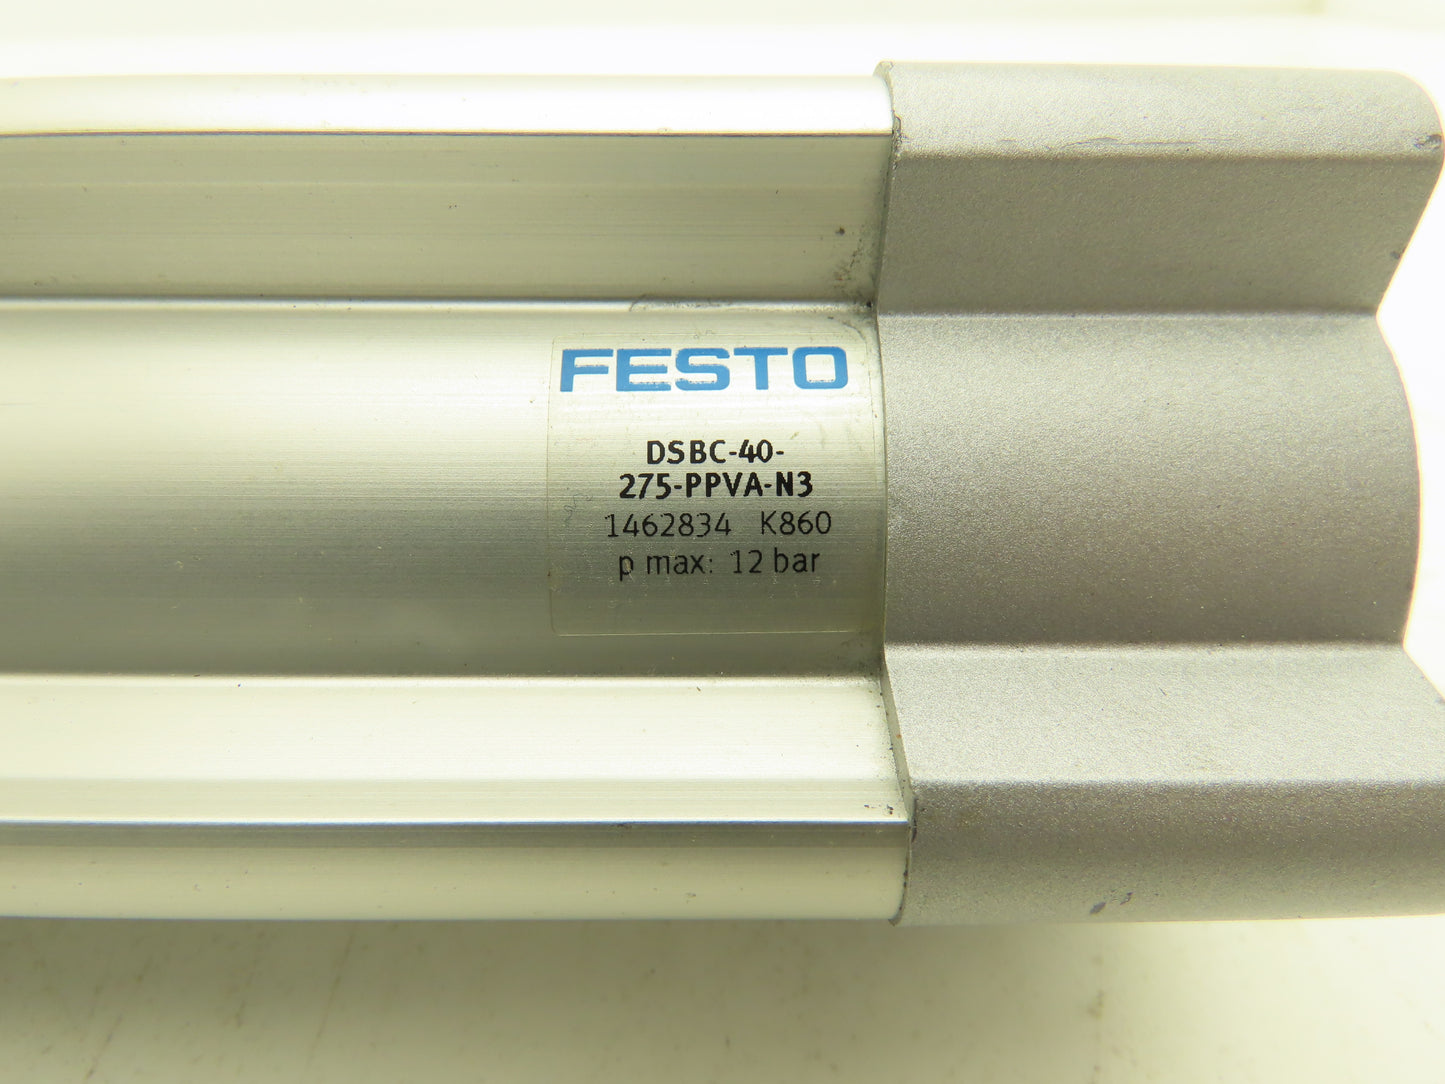 FESTO
DSBC-40-
275-PPVA-N3
1462834 K860
p max: 12 bar